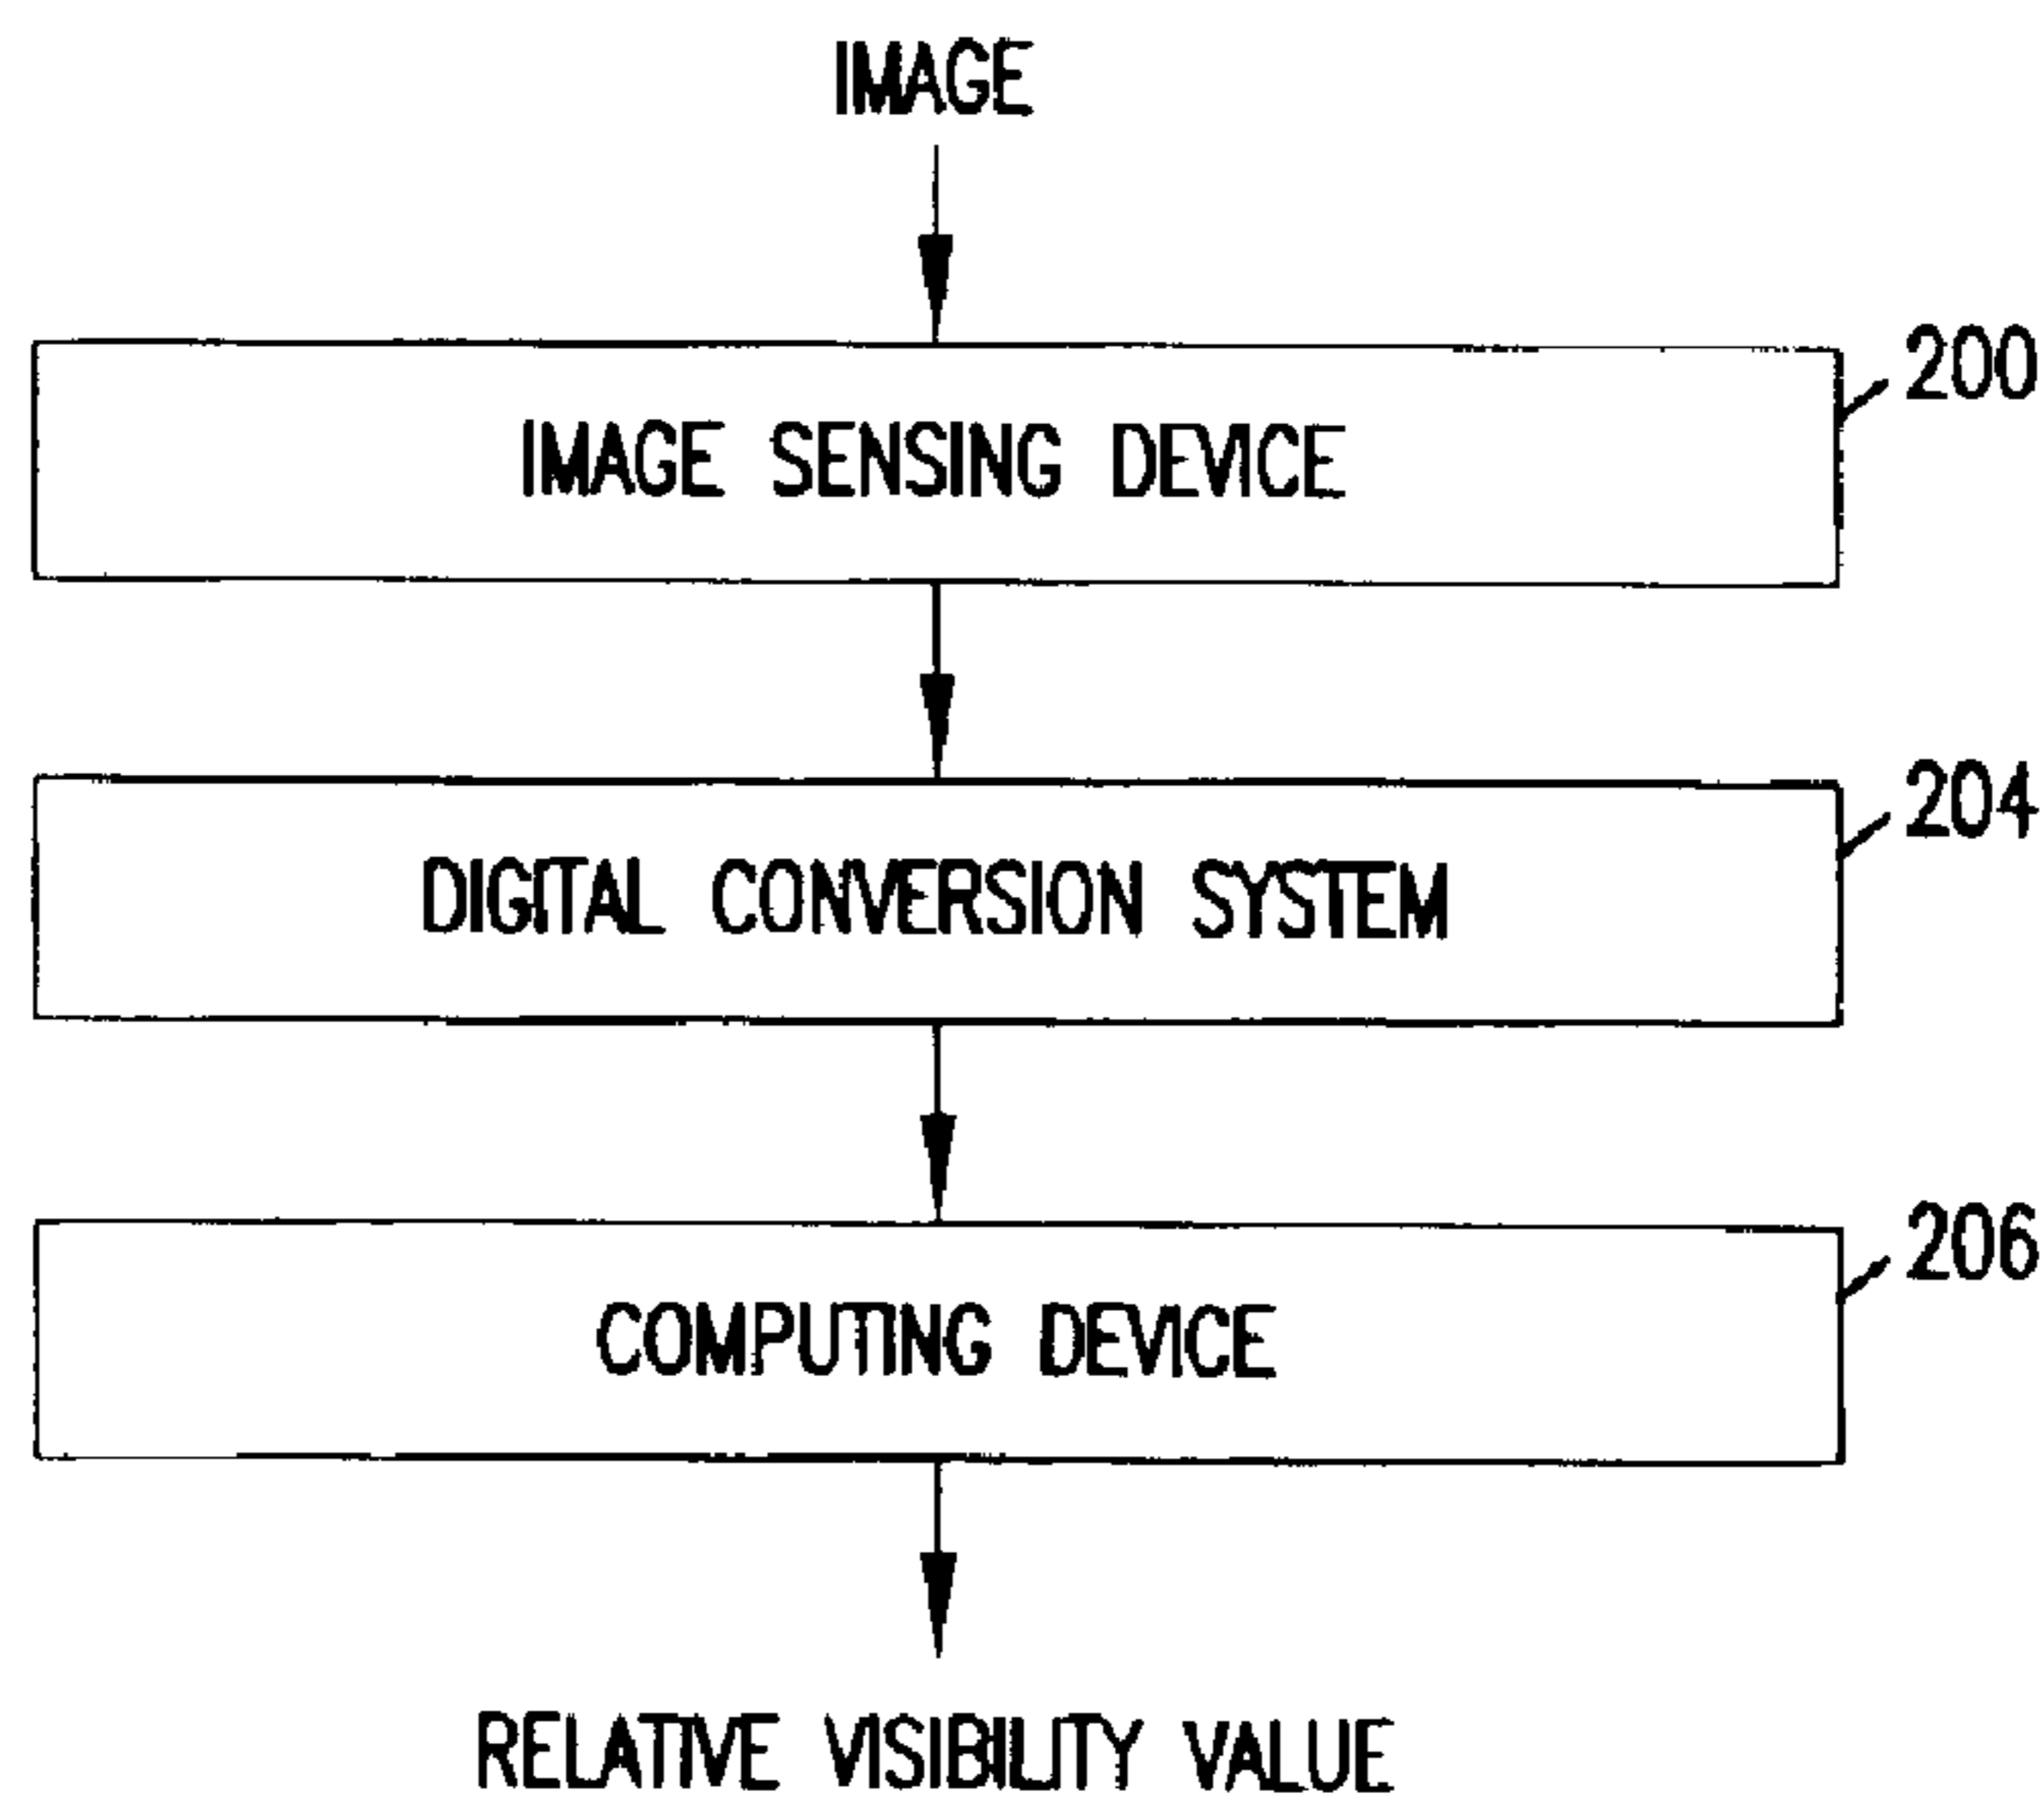 IMAGE
200
IMAGE SENSING DEVICE
204
DIGITAL CONVERSION SYSTEM
206
COMPUTING DEVICE
RELATIVE VISIBILITY VALUE